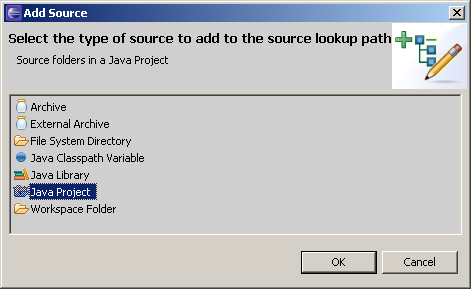 Add Source
Select the type of source to add to the source lookup path
Source folders in a Java Project
Archive
External Archive
File System Directory
Java Classpath Variable
Java Library
Java Project
Workspace Folder
OK
Cancel